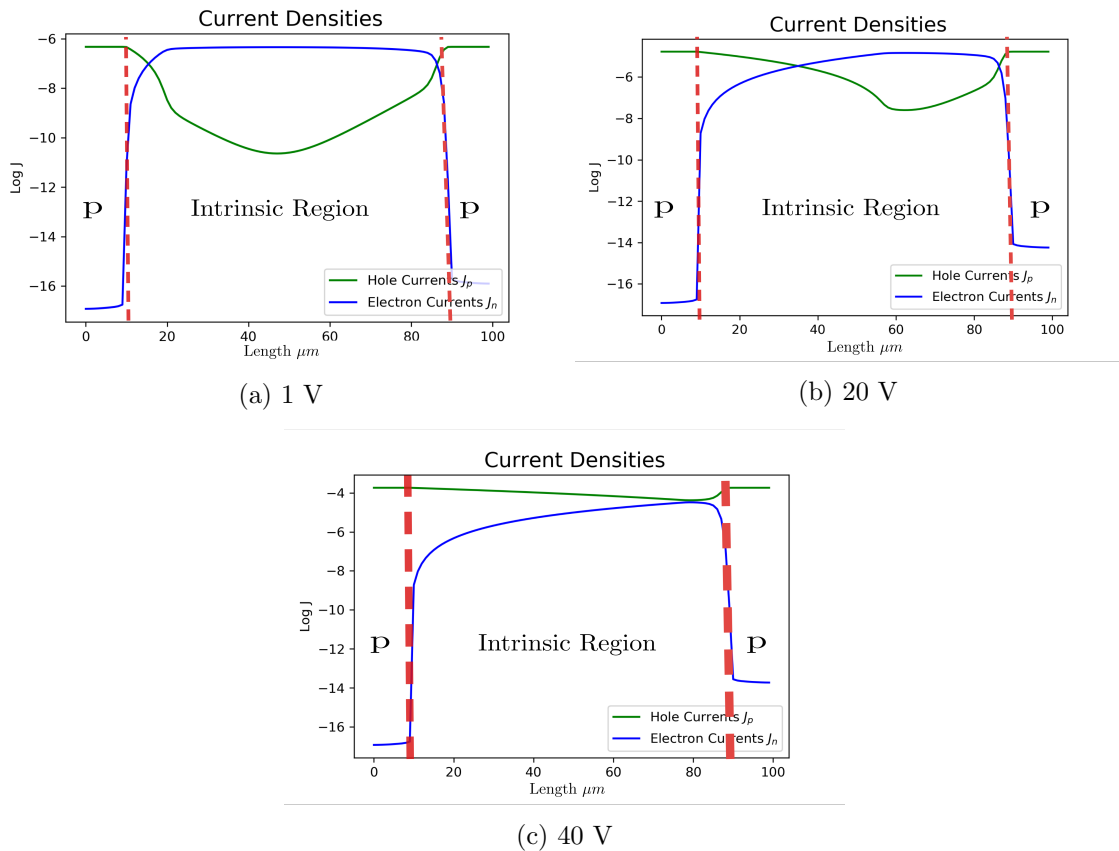 Current Densities
−6
−8
−10
−12
−14
−16
Log J
p
Intrinsic Region
p
Hole Currents Jp
Electron Currents Jn
0
20
40
60
80
100
Length μm
(a) 1 V
Current Densities
−6
−8
−10
−12
−14
−16
Log J
p
Intrinsic Region
p
Hole Currents Jp
Electron Currents Jn
0
20
40
60
80
100
Length μm
(b) 20 V
Current Densities
−4
−6
−8
−10
−12
−14
−16
Log J
p
Intrinsic Region
p
Hole Currents Jp
Electron Currents Jn
0
20
40
60
80
100
Length μm
(c) 40 V